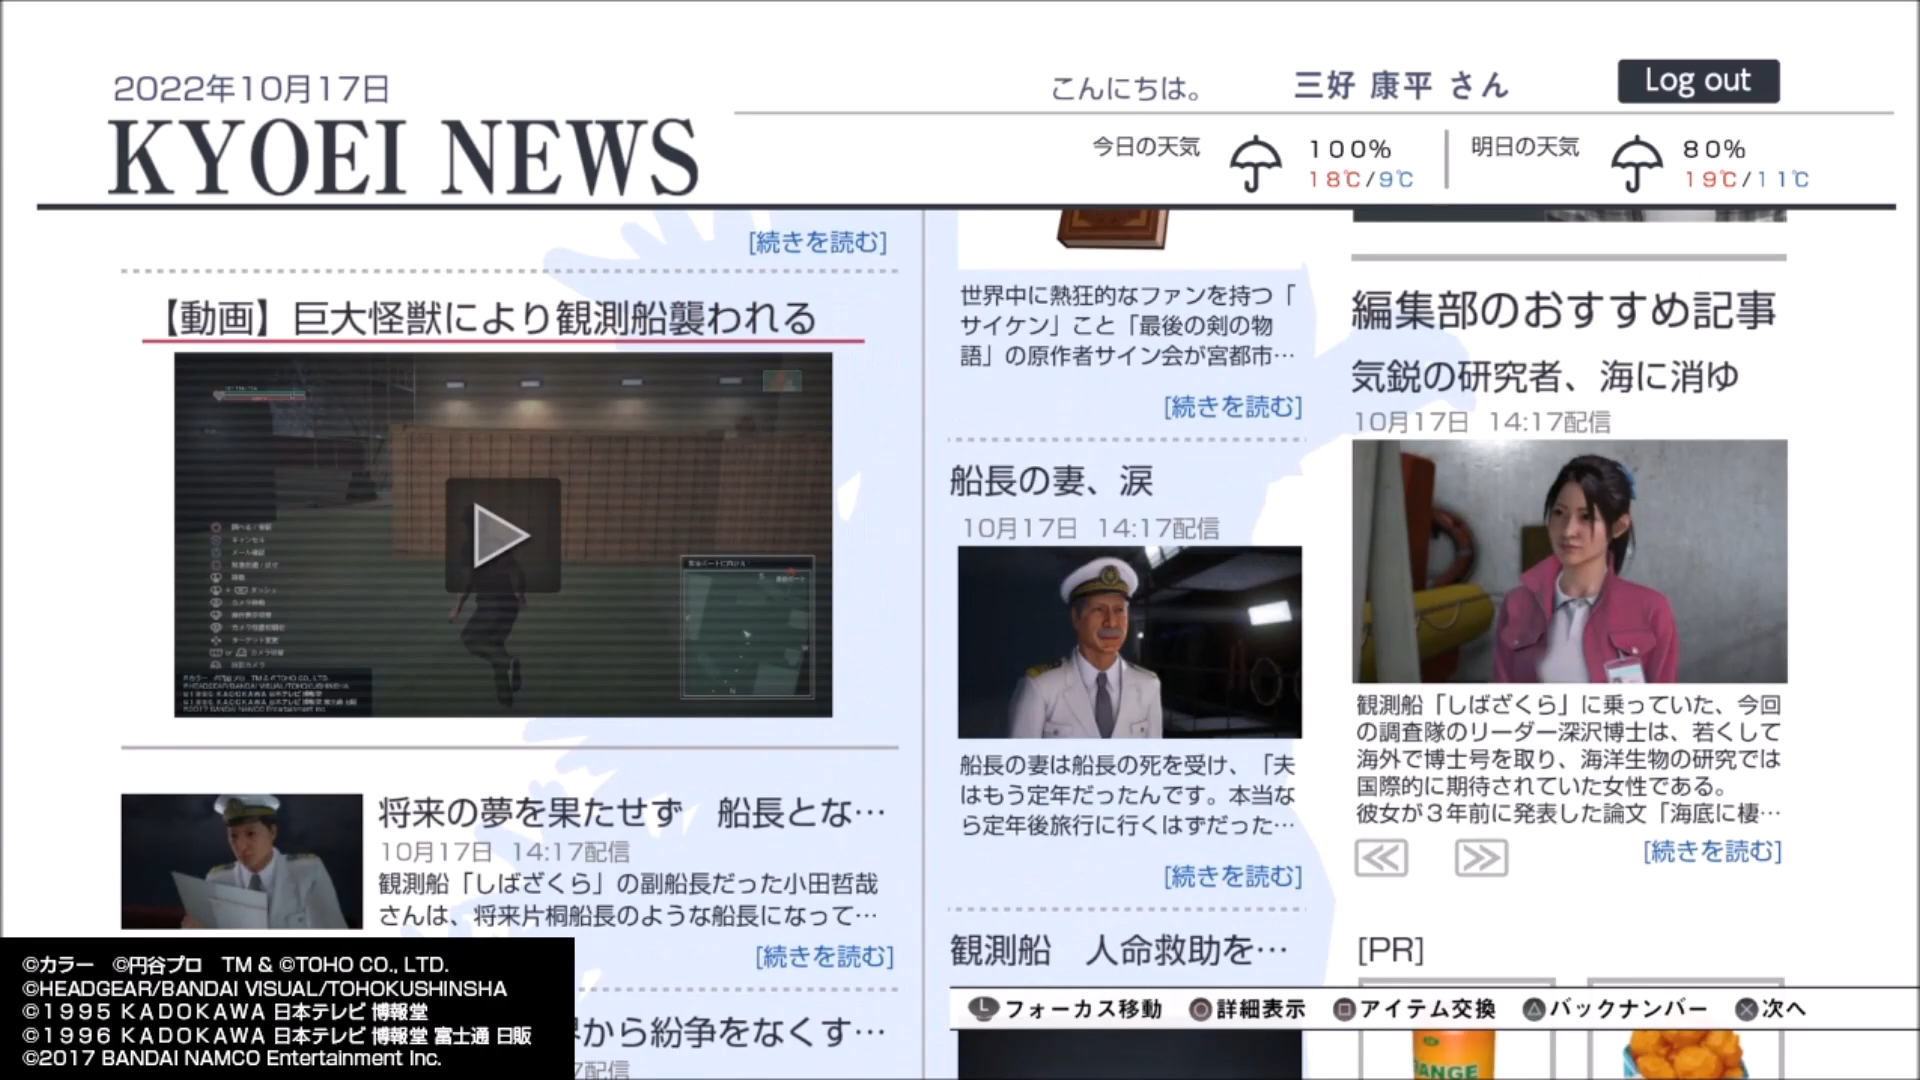 2022年10月17日
KYOEI NEWS
こんにちは。
三好 康平 さん
Log out
今日の天気
100%
18℃/9℃
明日の天気
80%
19℃/11℃
[続きを読む]
【動画】巨大怪獣により観測船襲われる
将来の夢を果たせず　船長とな…
10月17日 14:17配信
観測船「しばざくら」の副船長だった小田哲哉
さんは、将来片桐船長のような船長になって…
[続きを読む]
から紛争をなくす…
配信
世界中に熱狂的なファンを持つ「
サイケン」こと「最後の剣の物
語」の原作者サイン会が宮都市…
[続きを読む]
船長の妻、涙
10月17日 14:17配信
船長の妻は船長の死を受け、「夫
はもう定年だったんです。本当な
ら定年後旅行に行くはずだった…
[続きを読む]
観測船　人命救助を…
編集部のおすすめ記事
気鋭の研究者、海に消ゆ
10月17日 14:17配信
観測船「しばざくら」に乗っていた、今回
の調査隊のリーダー深沢博士は、若くして
海外で博士号を取り、海洋生物の研究では
国際的に期待されていた女性である。
彼女が３年前に発表した論文「海底に棲…
[続きを読む]
[PR]
L フォーカス移動 詳細表示 アイテム交換 バックナンバー 次へ
©カラー　©円谷プロ　TM & ©TOHO CO., LTD.
©HEADGEAR/BANDAI VISUAL/TOHOKUSHINSHA
©1995 KADOKAWA 日本テレビ 博報堂
©1996 KADOKAWA 日本テレビ 博報堂 富士通 日販
©2017 BANDAI NAMCO Entertainment Inc.